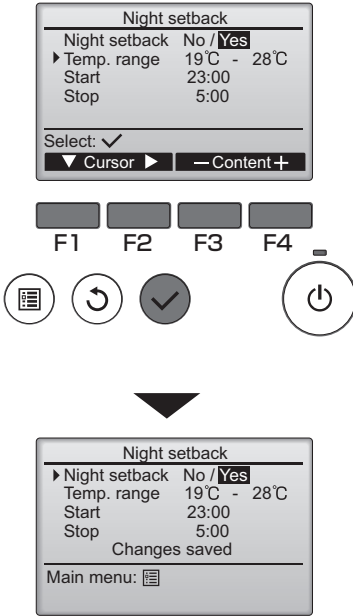 Night setback
Night setback No / Yes
Temp. range 19℃ - 28℃
Start 23:00
Stop 5:00
Select: ✓
▼ Cursor ▶ − Content +
F1 F2 F3 F4
Night setback
Night setback No / Yes
Temp. range 19℃ - 28℃
Start 23:00
Stop 5:00
Changes saved
Main menu: